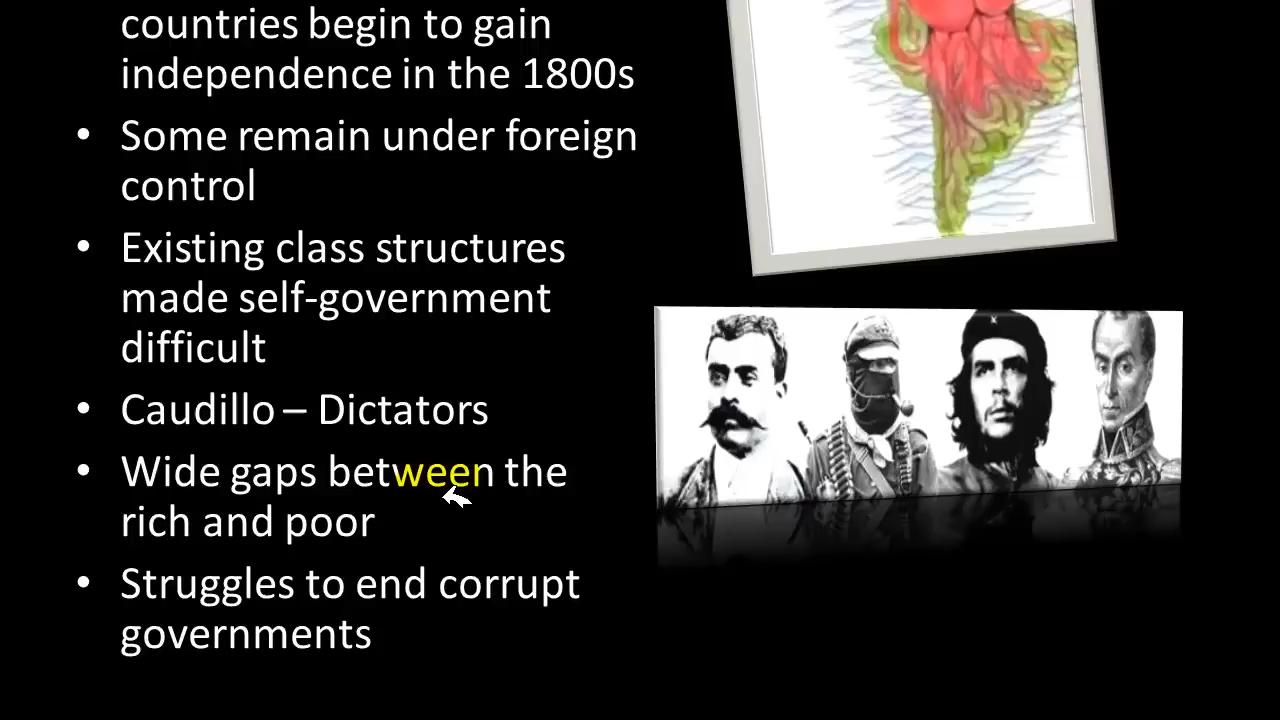 countries begin to gain
independence in the 1800s
• Some remain under foreign
control
• Existing class structures
made self-government
difficult
• Caudillo – Dictators
• Wide gaps between the
rich and poor
• Struggles to end corrupt
governments